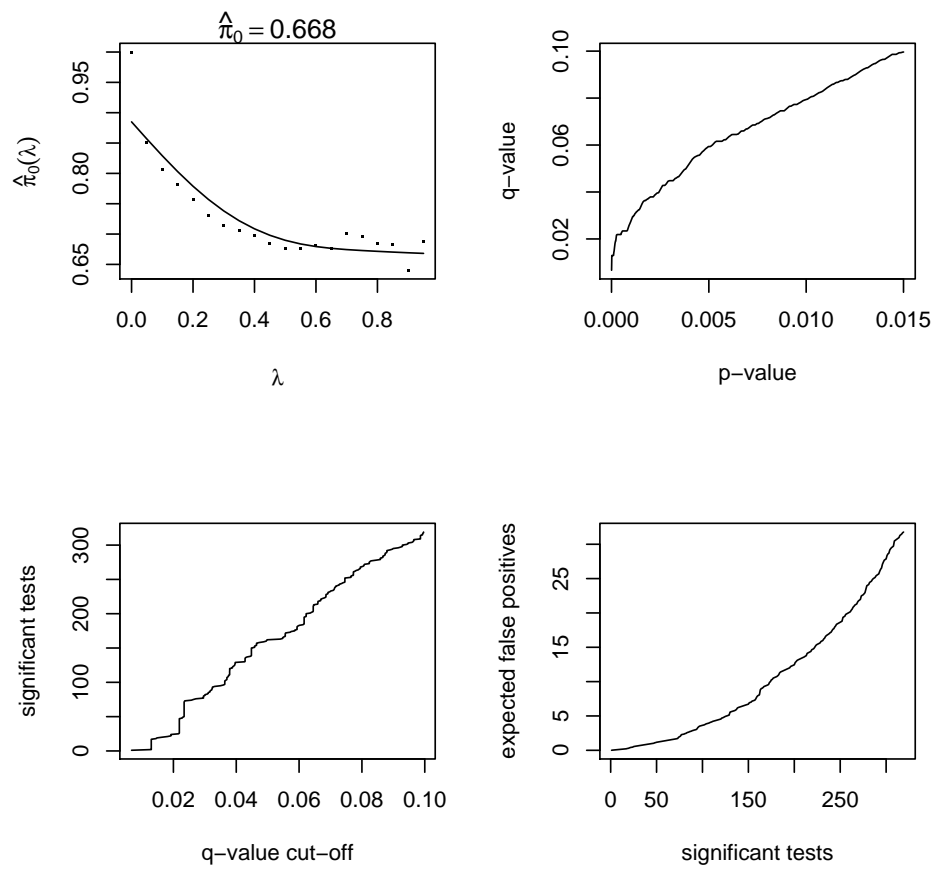 π̂₀ = 0.668
π̂₀(λ)
0.95
0.80
0.65
0.0 0.2 0.4 0.6 0.8
λ
q−value
0.10
0.06
0.02
0.000 0.005 0.010 0.015
p−value
significant tests
300
200
100
0
0.02 0.04 0.06 0.08 0.10
q−value cut−off
expected false positives
25
15
5
0
0 50 150 250
significant tests